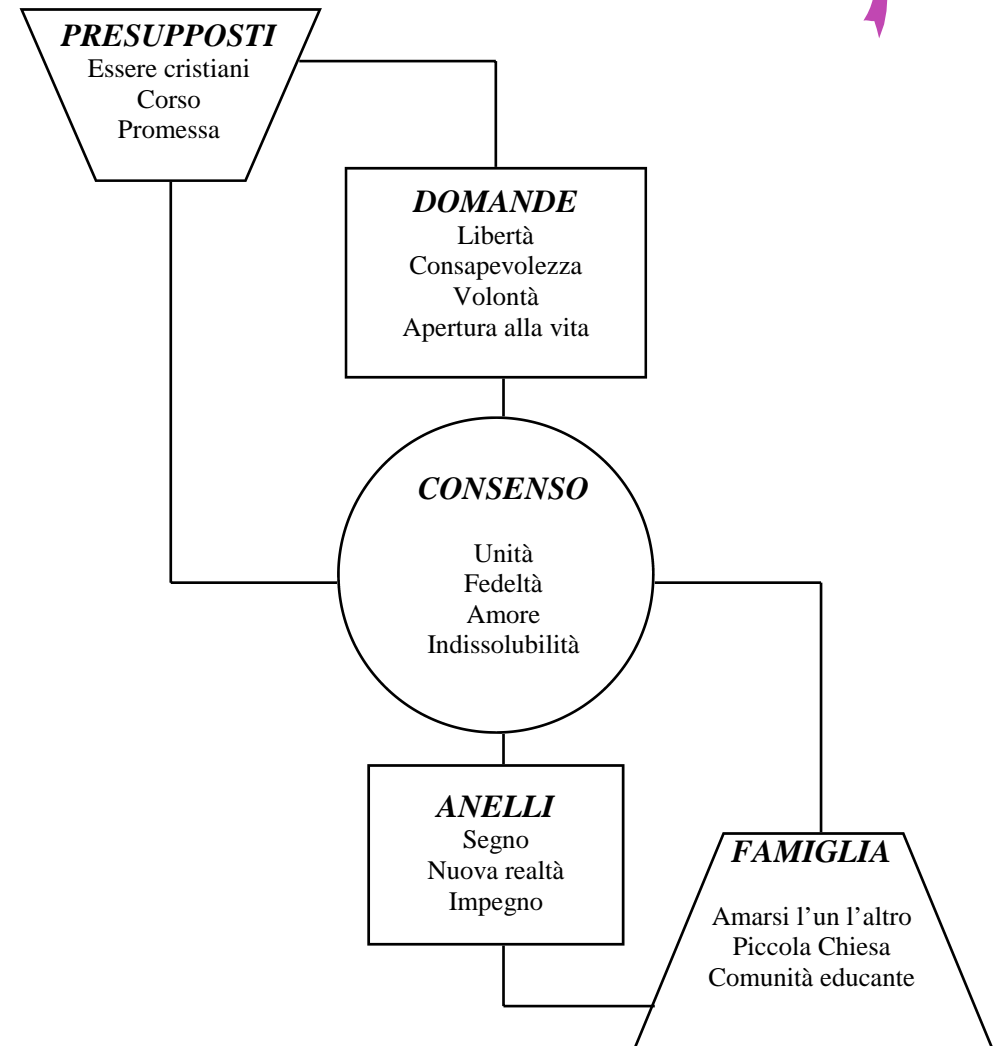 PRESUPPOSTI
Essere cristiani
Corso
Promessa
DOMANDE
Libertà
Consapevolezza
Volontà
Apertura alla vita
CONSENSO
Unità
Fedeltà
Amore
Indissolubilità
ANELLI
Segno
Nuova realtà
Impegno
FAMIGLIA
Amarsi l’un l’altro
Piccola Chiesa
Comunità educante